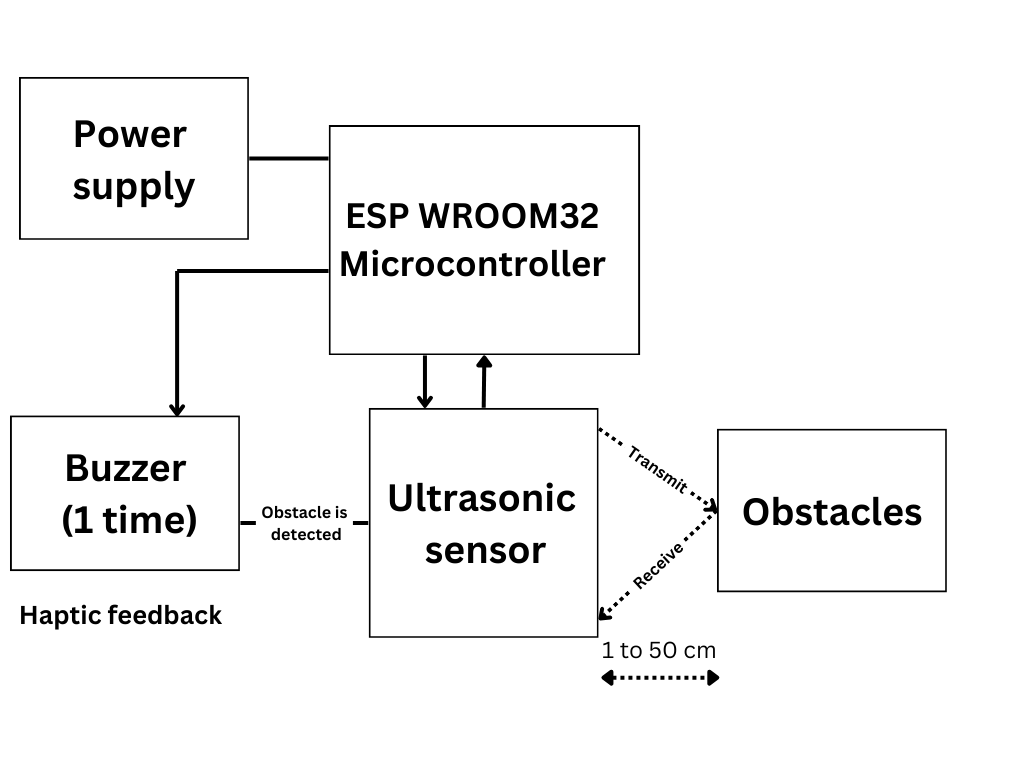 Power
supply
ESP WROOM32
Microcontroller
Buzzer
(1 time)
Obstacle is
detected
Ultrasonic
sensor
Transmit
Receive
Obstacles
Haptic feedback
1 to 50 cm